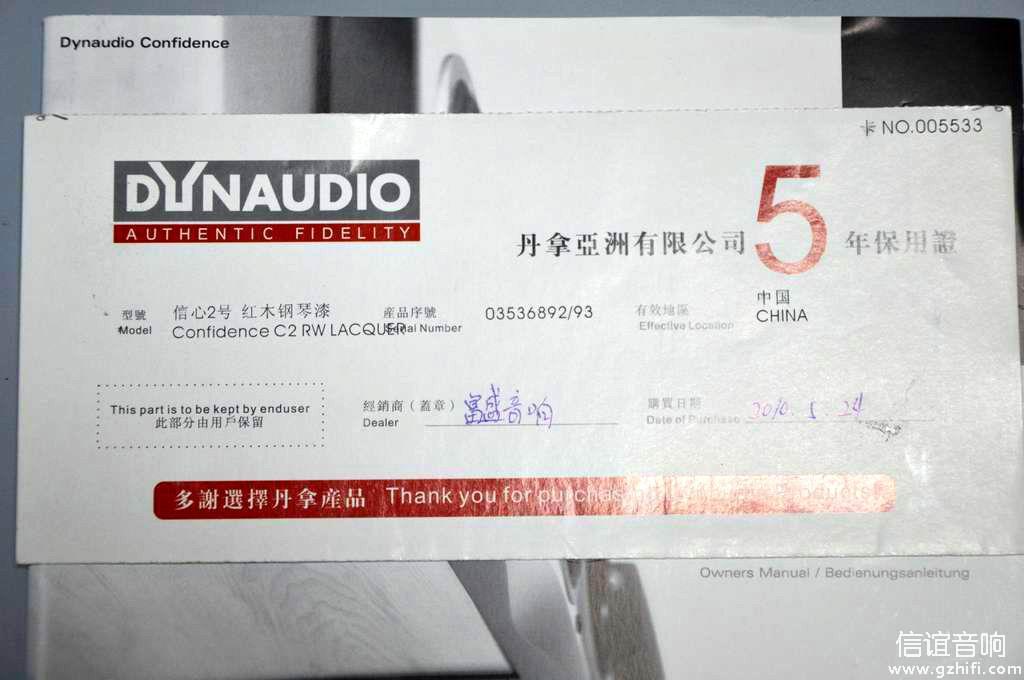 Dynaudio Confidence
卡 NO.005533
DYNAUDIO
AUTHENTIC FIDELITY
丹拿亞洲有限公司 5 年保用證
型號 信心2号 红木钢琴漆 產品序號 03536892/93 有效地區 中国
Model Confidence C2 RW LACQUER Serial Number Effective Location CHINA
This part is to be kept by enduser
此部分由用戶保留
經銷商（蓋章） 富盛音响
Dealer
購買日期 2010.5.24
Date of Purchase
多謝選擇丹拿產品 Thank you for purchasing products!
Owners Manual / Bedienungsanleitung
信谊音响
www.gzhifi.com